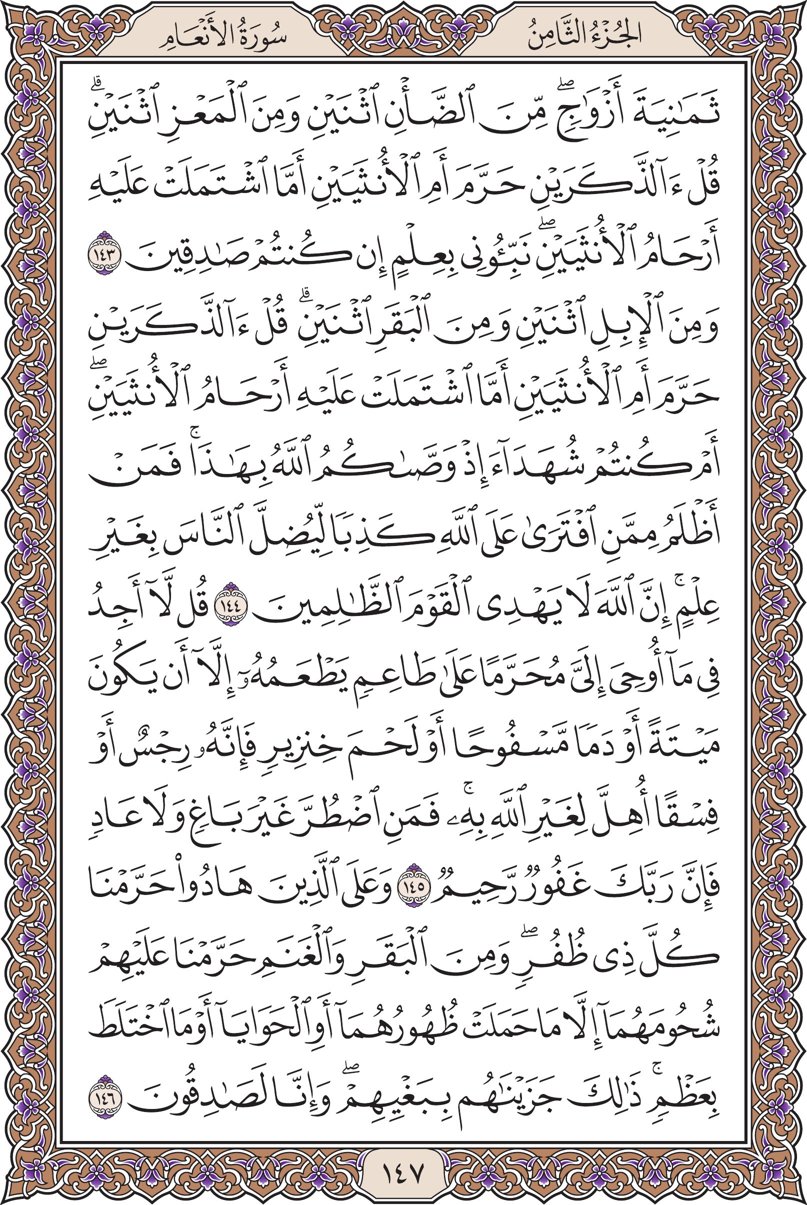 الجُزْءُ الثَّامِنُ
سُورَةُ الأَنْعَامِ
ثَمَٰنِيَةَ أَزْوَٰجٍۖ مِّنَ ٱلضَّأْنِ ٱثْنَيْنِ وَمِنَ ٱلْمَعْزِ ٱثْنَيْنِۗ
قُلْ ءَآلذَّكَرَيْنِ حَرَّمَ أَمِ ٱلْأُنثَيَيْنِ أَمَّا ٱشْتَمَلَتْ عَلَيْهِ
أَرْحَامُ ٱلْأُنثَيَيْنِۖ نَبِّـُٔونِى بِعِلْمٍ إِن كُنتُمْ صَٰدِقِينَ ١٤٣
وَمِنَ ٱلْإِبِلِ ٱثْنَيْنِ وَمِنَ ٱلْبَقَرِ ٱثْنَيْنِۗ قُلْ ءَآلذَّكَرَيْنِ
حَرَّمَ أَمِ ٱلْأُنثَيَيْنِ أَمَّا ٱشْتَمَلَتْ عَلَيْهِ أَرْحَامُ ٱلْأُنثَيَيْنِۖ
أَمْ كُنتُمْ شُهَدَآءَ إِذْ وَصَّىٰكُمُ ٱللَّهُ بِهَٰذَاۚ فَمَنْ
أَظْلَمُ مِمَّنِ ٱفْتَرَىٰ عَلَى ٱللَّهِ كَذِبًا لِّيُضِلَّ ٱلنَّاسَ بِغَيْرِ
عِلْمٍۚ إِنَّ ٱللَّهَ لَا يَهْدِى ٱلْقَوْمَ ٱلظَّٰلِمِينَ ١٤٤ قُل لَّآ أَجِدُ
فِى مَآ أُوحِىَ إِلَىَّ مُحَرَّمًا عَلَىٰ طَاعِمٍ يَطْعَمُهُۥٓ إِلَّآ أَن يَكُونَ
مَيْتَةً أَوْ دَمًا مَّسْفُوحًا أَوْ لَحْمَ خِنزِيرٍ فَإِنَّهُۥ رِجْسٌ أَوْ
فِسْقًا أُهِلَّ لِغَيْرِ ٱللَّهِ بِهِۦۚ فَمَنِ ٱضْطُرَّ غَيْرَ بَاغٍ وَلَا عَادٍ
فَإِنَّ رَبَّكَ غَفُورٌ رَّحِيمٌ ١٤٥ وَعَلَى ٱلَّذِينَ هَادُوا۟ حَرَّمْنَا
كُلَّ ذِى ظُفُرٍۖ وَمِنَ ٱلْبَقَرِ وَٱلْغَنَمِ حَرَّمْنَا عَلَيْهِمْ
شُحُومَهُمَآ إِلَّا مَا حَمَلَتْ ظُهُورُهُمَآ أَوِ ٱلْحَوَايَآ أَوْ مَا ٱخْتَلَطَ
بِعَظْمٍۚ ذَٰلِكَ جَزَيْنَٰهُم بِبَغْيِهِمْۖ وَإِنَّا لَصَٰدِقُونَ ١٤٦
١٤٧